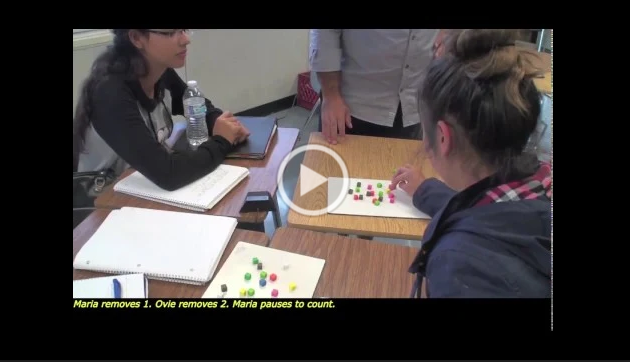 Maria removes 1. Ovie removes 2. Maria pauses to count.